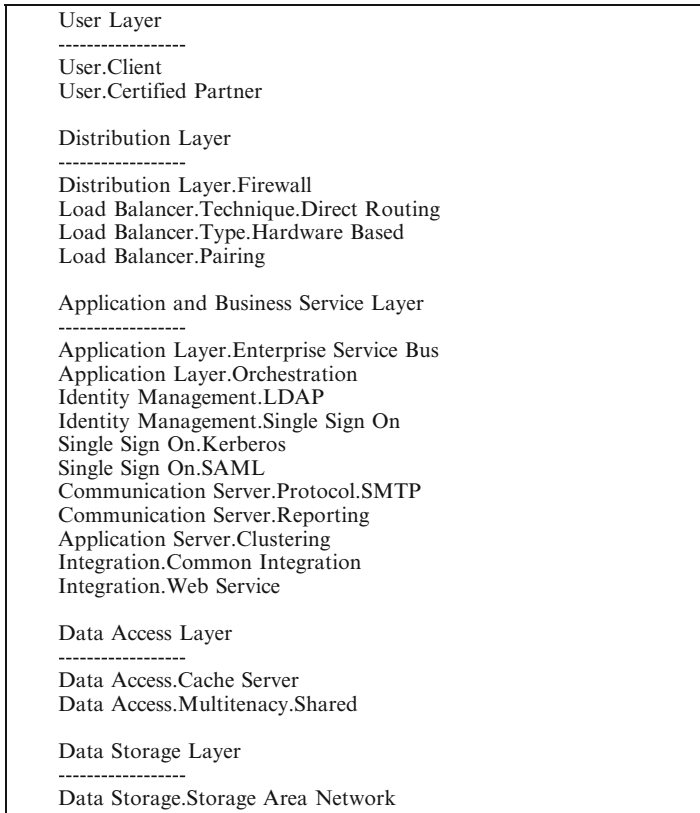 User Layer
------------------
User.Client
User.Certified Partner
Distribution Layer
------------------
Distribution Layer.Firewall
Load Balancer.Technique.Direct Routing
Load Balancer.Type.Hardware Based
Load Balancer.Pairing
Application and Business Service Layer
------------------
Application Layer.Enterprise Service Bus
Application Layer.Orchestration
Identity Management.LDAP
Identity Management.Single Sign On
Single Sign On.Kerberos
Single Sign On.SAML
Communication Server.Protocol.SMTP
Communication Server.Reporting
Application Server.Clustering
Integration.Common Integration
Integration.Web Service
Data Access Layer
------------------
Data Access.Cache Server
Data Access.Multitenacy.Shared
Data Storage Layer
------------------
Data Storage.Storage Area Network